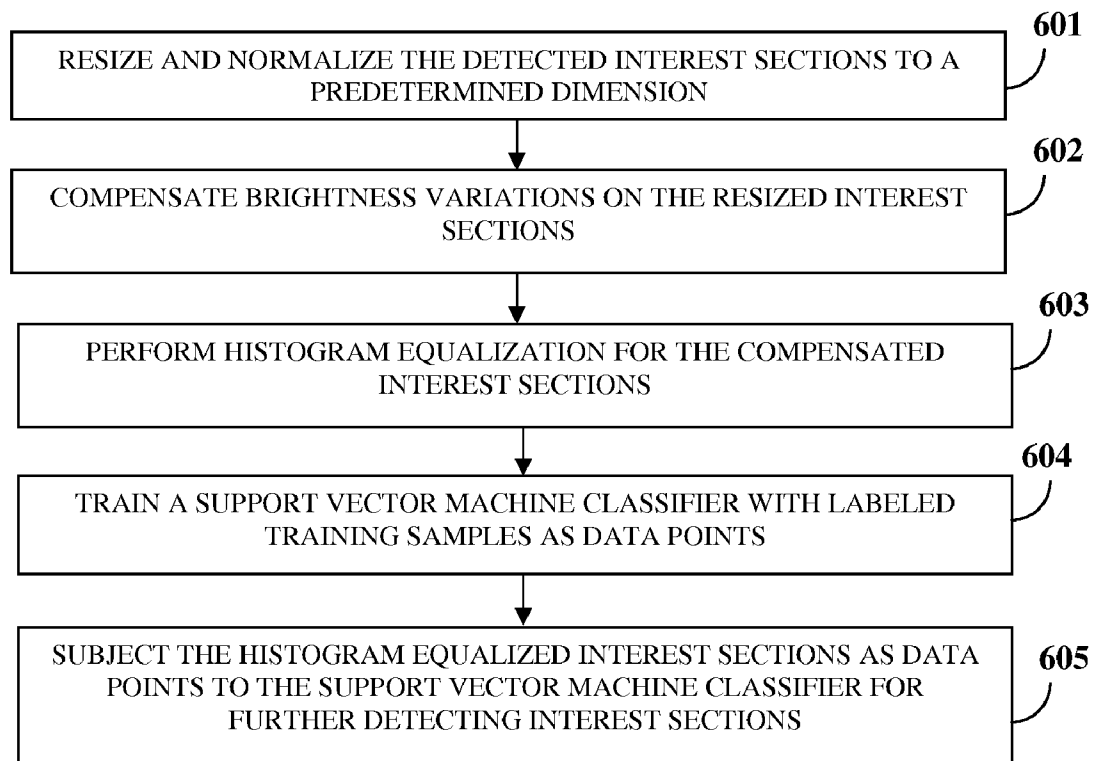 601
RESIZE AND NORMALIZE THE DETECTED INTEREST SECTIONS TO A
PREDETERMINED DIMENSION
602
COMPENSATE BRIGHTNESS VARIATIONS ON THE RESIZED INTEREST
SECTIONS
603
PERFORM HISTOGRAM EQUALIZATION FOR THE COMPENSATED
INTEREST SECTIONS
604
TRAIN A SUPPORT VECTOR MACHINE CLASSIFIER WITH LABELED
TRAINING SAMPLES AS DATA POINTS
605
SUBJECT THE HISTOGRAM EQUALIZED INTEREST SECTIONS AS DATA
POINTS TO THE SUPPORT VECTOR MACHINE CLASSIFIER FOR
FURTHER DETECTING INTEREST SECTIONS